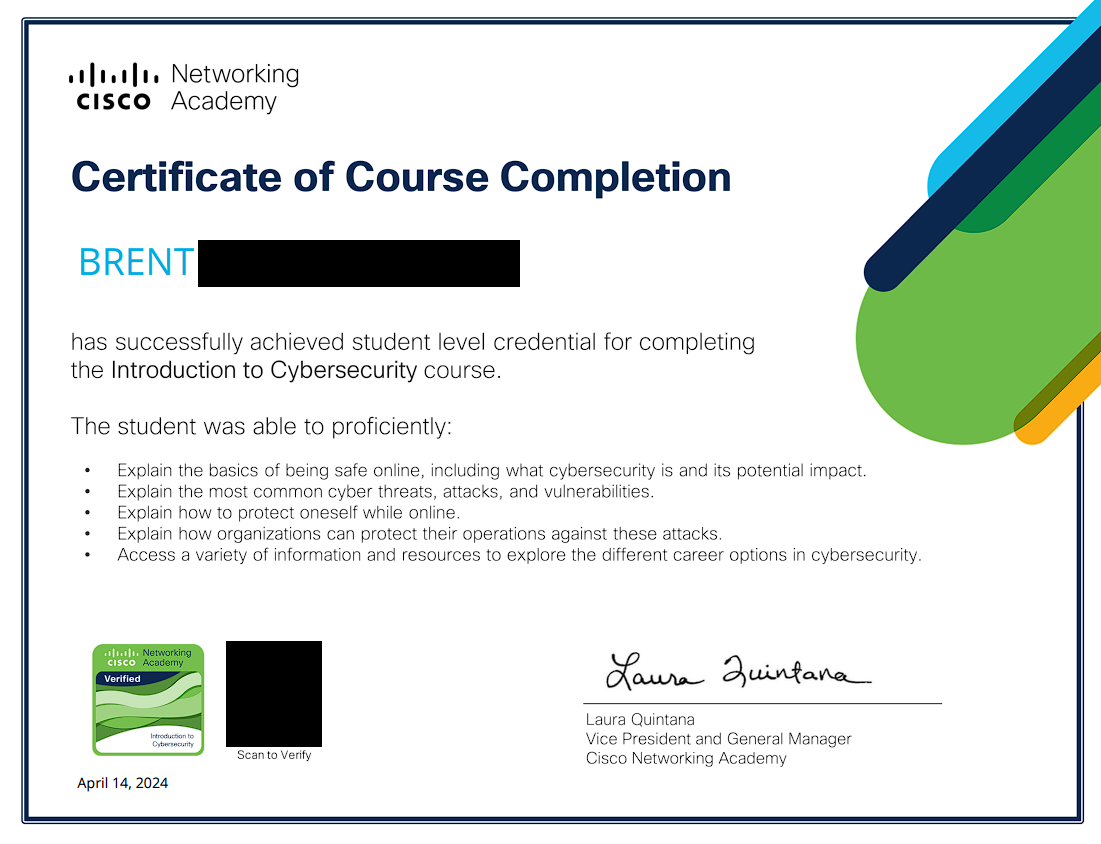 CISCO Networking Academy
Certificate of Course Completion
BRENT
has successfully achieved student level credential for completing
the Introduction to Cybersecurity course.
The student was able to proficiently:
• Explain the basics of being safe online, including what cybersecurity is and its potential impact.
• Explain the most common cyber threats, attacks, and vulnerabilities.
• Explain how to protect oneself while online.
• Explain how organizations can protect their operations against these attacks.
• Access a variety of information and resources to explore the different career options in cybersecurity.
CISCO Networking Academy
Verified
Introduction to
Cybersecurity
Scan to Verify
April 14, 2024
Laura Quintana
Laura Quintana
Vice President and General Manager
Cisco Networking Academy